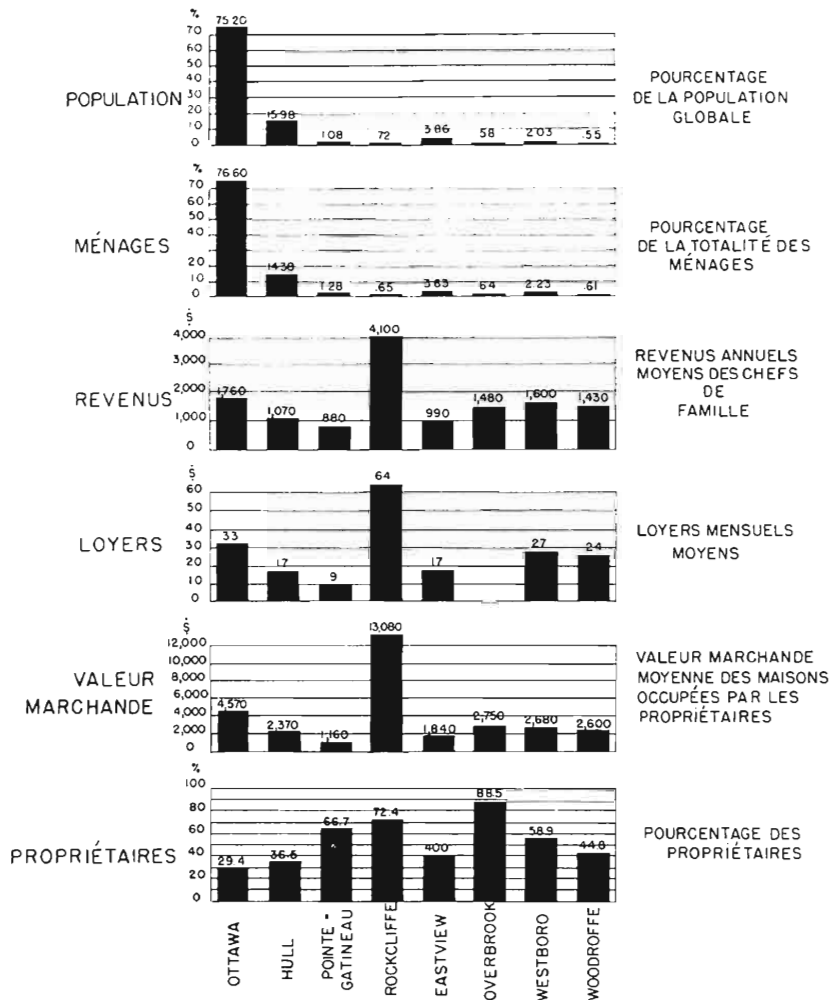 %
75.20
70
60
50
40
30
20
10
0
POPULATION
15.98
1.08
.72
3.86
.58
2.03
.55
POURCENTAGE
DE LA POPULATION
GLOBALE
%
76.60
70
60
50
40
30
20
10
0
MÉNAGES
14.38
1.28
.65
3.63
.64
2.23
.61
POURCENTAGE
DE LA TOTALITÉ DES
MÉNAGES
$
4,000
3,000
2000
1,000
0
REVENUS
1,760
1,070
880
4,100
990
1,480
1,600
1,430
REVENUS ANNUELS
MOYENS DES CHEFS
DE
FAMILLE
$
60
50
40
30
20
10
0
LOYERS
33
17
9
64
17
27
24
LOYERS MENSUELS
MOYENS
$
12,000
10,000
8,000
6,000
4,000
2,000
0
VALEUR
MARCHANDE
4,570
2,370
1,160
13,080
1,840
2,750
2,680
2,600
VALEUR MARCHANDE
MOYENNE DES MAISONS
OCCUPÉES PAR LES
PROPRIÉTAIRES
%
100
80
60
40
20
0
PROPRIÉTAIRES
29.4
66.7
72.4
40.0
88.5
58.9
44.8
POURCENTAGE DES
PROPRIÉTAIRES
OTTAWA
HULL
POINTE-
GATINEAU
ROCKCLIFFE
EASTVIEW
OVERBROOK
WESTBORO
WOODROFFE